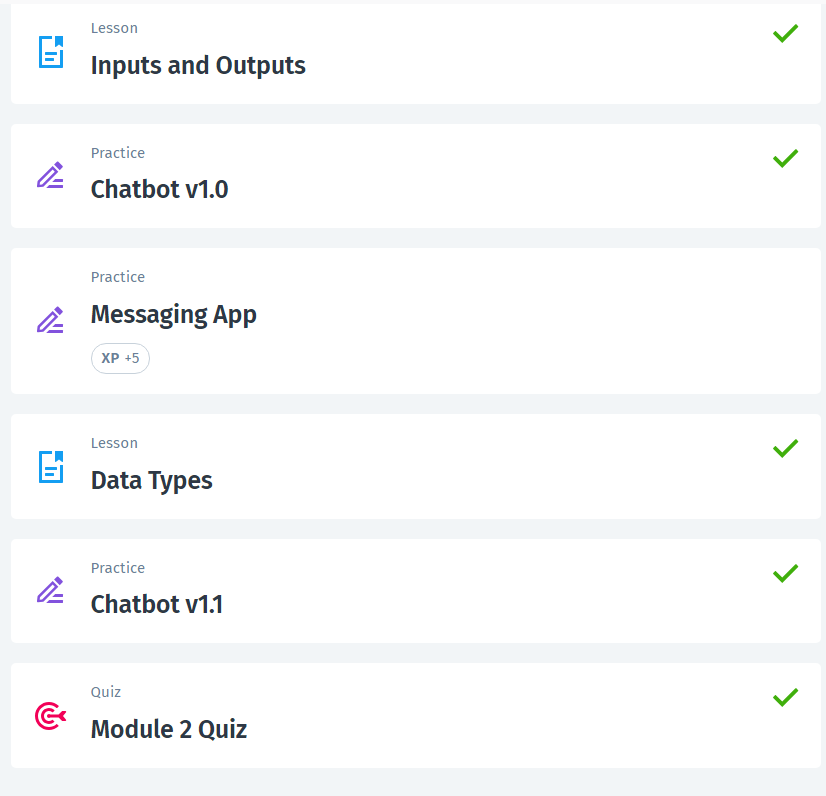 Lesson
Inputs and Outputs
Practice
Chatbot v1.0
Practice
Messaging App
XP +5
Lesson
Data Types
Practice
Chatbot v1.1
Quiz
Module 2 Quiz